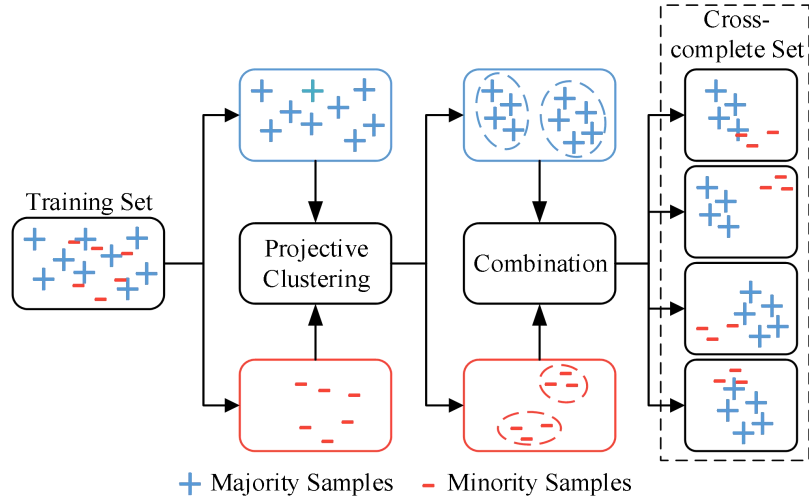 Cross-
complete Set
Training Set
Projective
Clustering
Combination
Majority Samples
Minority Samples